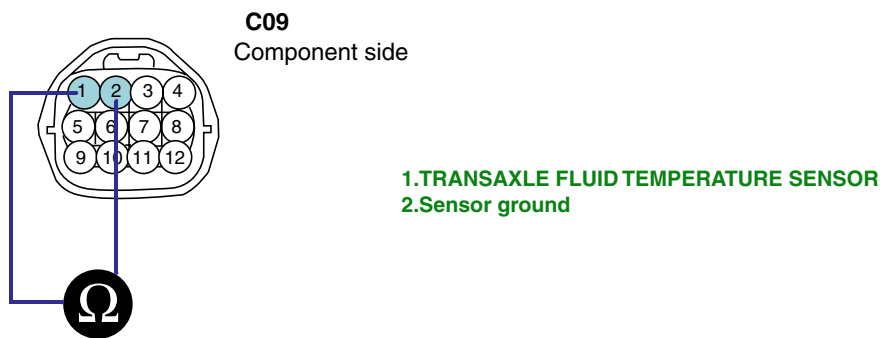 C09
Component side
1 2 3 4
5 6 7 8
9 10 11 12
1.TRANSAXLE FLUID TEMPERATURE SENSOR
2.Sensor ground
Ω